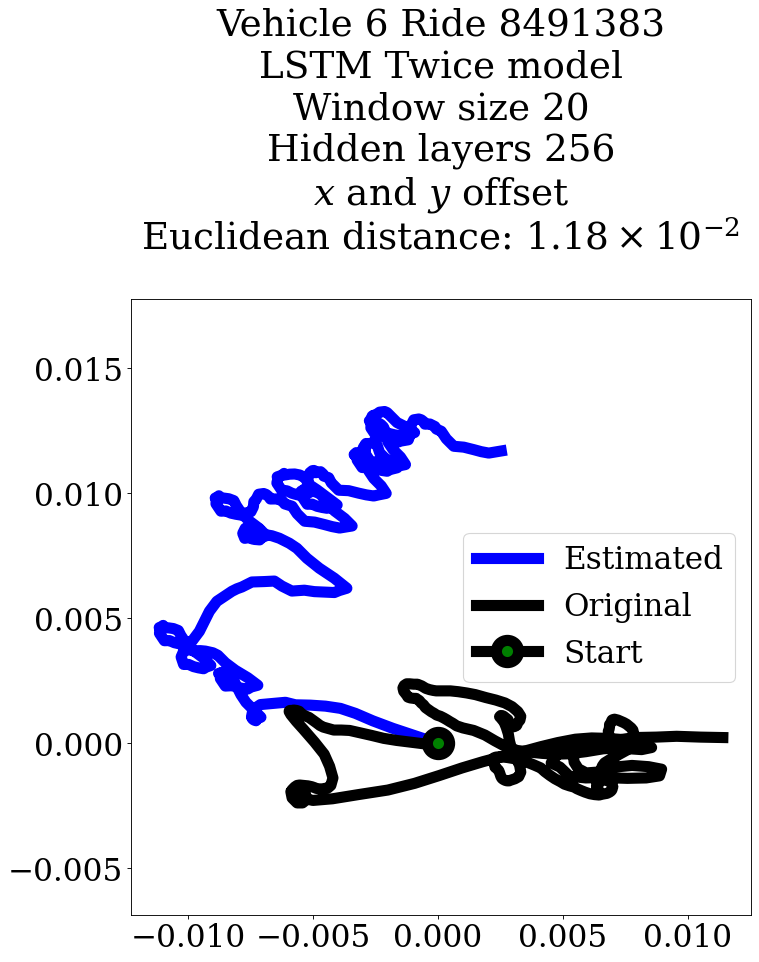 Vehicle 6 Ride 8491383
LSTM Twice model
Window size 20
Hidden layers 256
x and y offset
Euclidean distance: 1.18 × 10⁻²
0.015
0.010
0.005
0.000
−0.005
Estimated
Original
Start
−0.010 −0.005 0.000 0.005 0.010